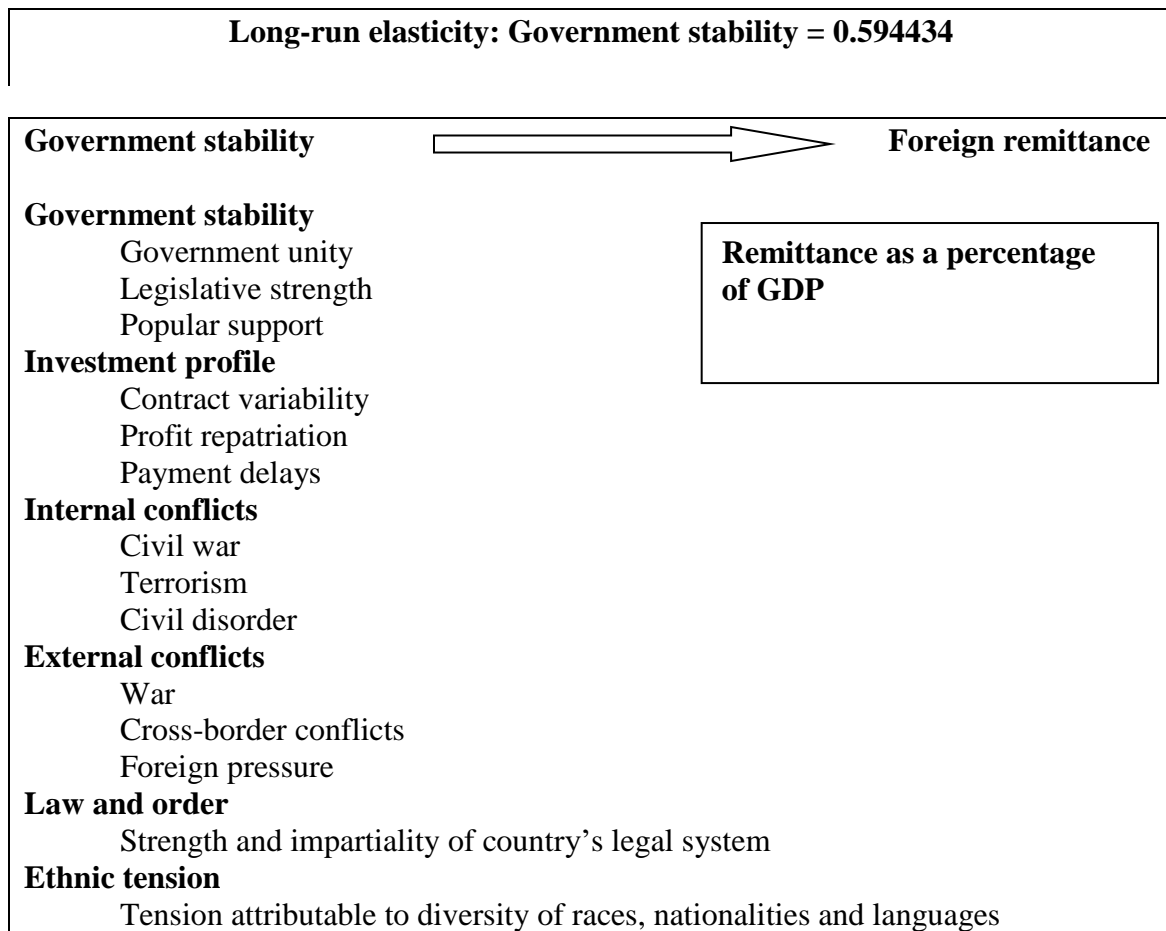 Long-run elasticity: Government stability = 0.594434
Government stability
Foreign remittance
Government stability
Government unity
Legislative strength
Popular support
Investment profile
Contract variability
Profit repatriation
Payment delays
Internal conflicts
Civil war
Terrorism
Civil disorder
External conflicts
War
Cross-border conflicts
Foreign pressure
Law and order
Strength and impartiality of country’s legal system
Ethnic tension
Tension attributable to diversity of races, nationalities and languages
Remittance as a percentage
of GDP